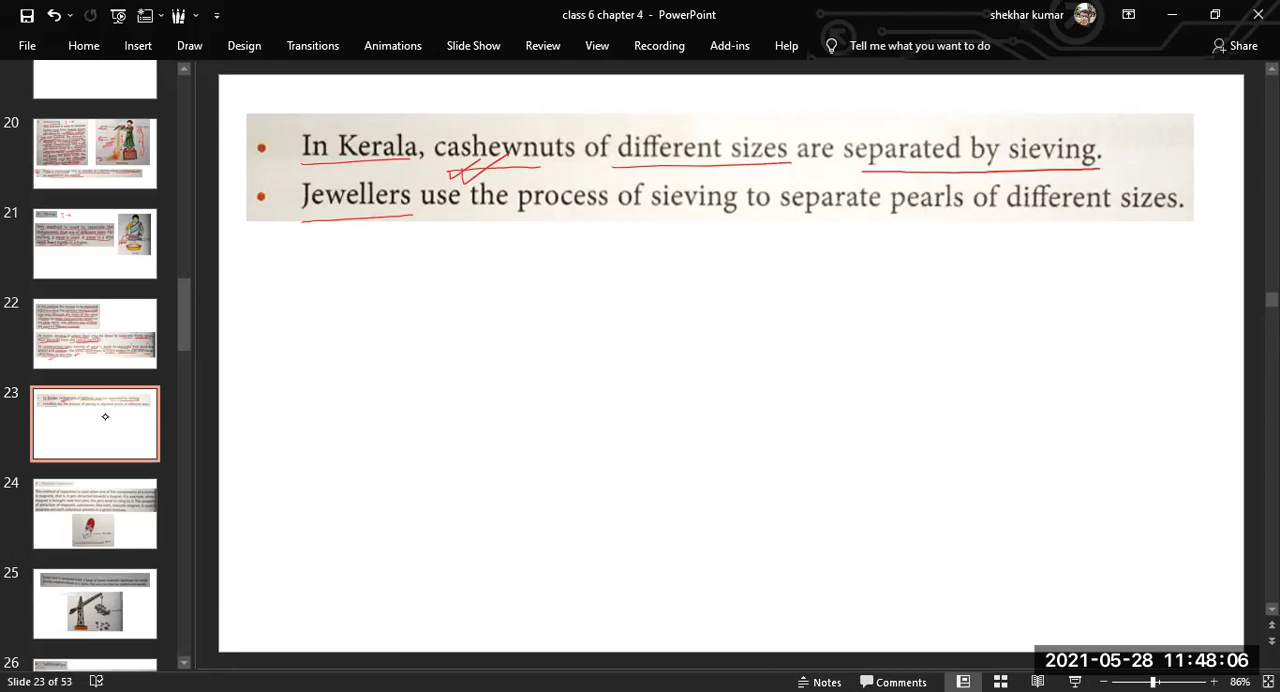 class 6 chapter 4 - PowerPoint
shekhar kumar
File Home Insert Draw Design Transitions Animations Slide Show Review View Recording Add-ins Help Tell me what you want to do Share
20
21
22
23
24
25
26
• In Kerala, cashewnuts of different sizes are separated by sieving.
• Jewellers use the process of sieving to separate pearls of different sizes.
2021-05-28 11:48:06
Slide 23 of 53 Notes Comments 86%